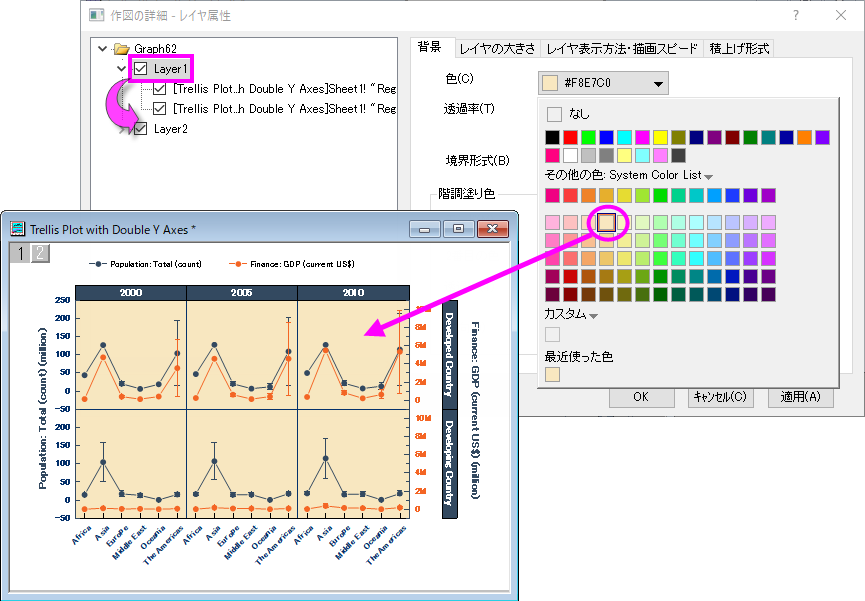 作図の詳細 - レイヤ属性
?
Graph62
Layer1
[Trellis Plot..h Double Y Axes]Sheet1! "Reg
[Trellis Plot..h Double Y Axes]Sheet1! "Reg
Layer2
背景
レイヤの大きさ
レイヤ表示方法・描画スピード
積上げ形式
色(C)
#F8E7C0
透過率(T)
境界形式(B)
階調塗り色
なし
その他の色: System Color List
カスタム
最近使った色
OK
キャンセル(C)
適用(A)
Trellis Plot with Double Y Axes *
1 2
Population: Total (count)
Finance: GDP (current US$)
2000
2005
2010
250
200
150
100
50
0
-50
200
150
100
50
0
-50
Population: Total (count) (million)
8M
6M
4M
2M
0
10M
8M
6M
4M
2M
0
Developed Country
Developing Country
Finance: GDP (current US$) (million)
Africa
Asia
Europe
Middle East
Oceania
The Americas
Africa
Asia
Europe
Middle East
Oceania
The Americas
Africa
Asia
Europe
Middle East
Oceania
The Americas